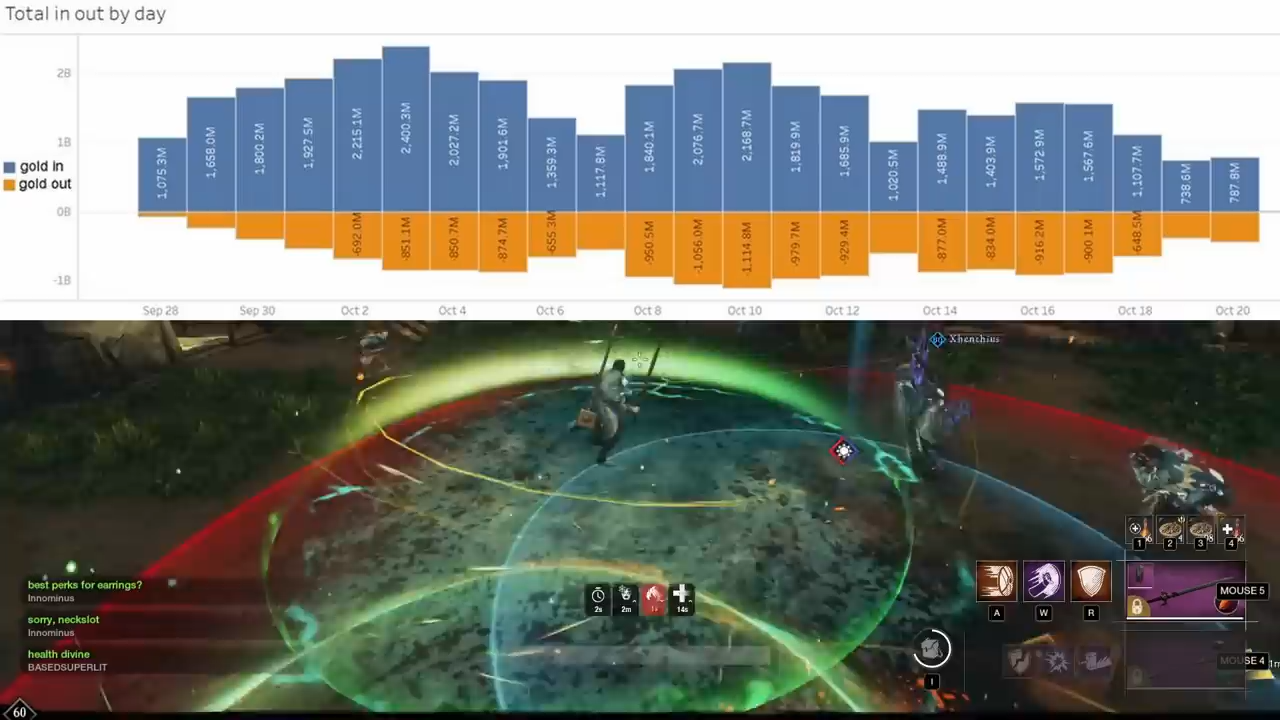 Total in out by day
2B
1B
0B
-1B
gold in
gold out
1,075.3M
1,658.0M
1,800.2M
1,927.5M
2,215.1M
2,400.3M
2,027.2M
1,901.6M
1,359.3M
1,117.8M
1,840.1M
2,076.7M
2,168.7M
1,819.9M
1,685.9M
1,020.5M
1,488.9M
1,403.9M
1,572.9M
1,567.6M
1,107.7M
738.6M
787.8M
-692.0M
-851.1M
-850.7M
-874.7M
-655.3M
-950.5M
-1,056.0M
-1,114.8M
-979.7M
-929.4M
-877.0M
-834.0M
-916.2M
-900.1M
-648.5M
Sep 28 Sep 30 Oct 2 Oct 4 Oct 6 Oct 8 Oct 10 Oct 12 Oct 14 Oct 16 Oct 18 Oct 20
Xhenthius
1 2 3 4
best perks for earrings?
Innominus
sorry, neckslot
Innominus
health divine
BASEDSUPERLIT
2s 2m 14s
A W R
MOUSE 5
MOUSE 4
I
60